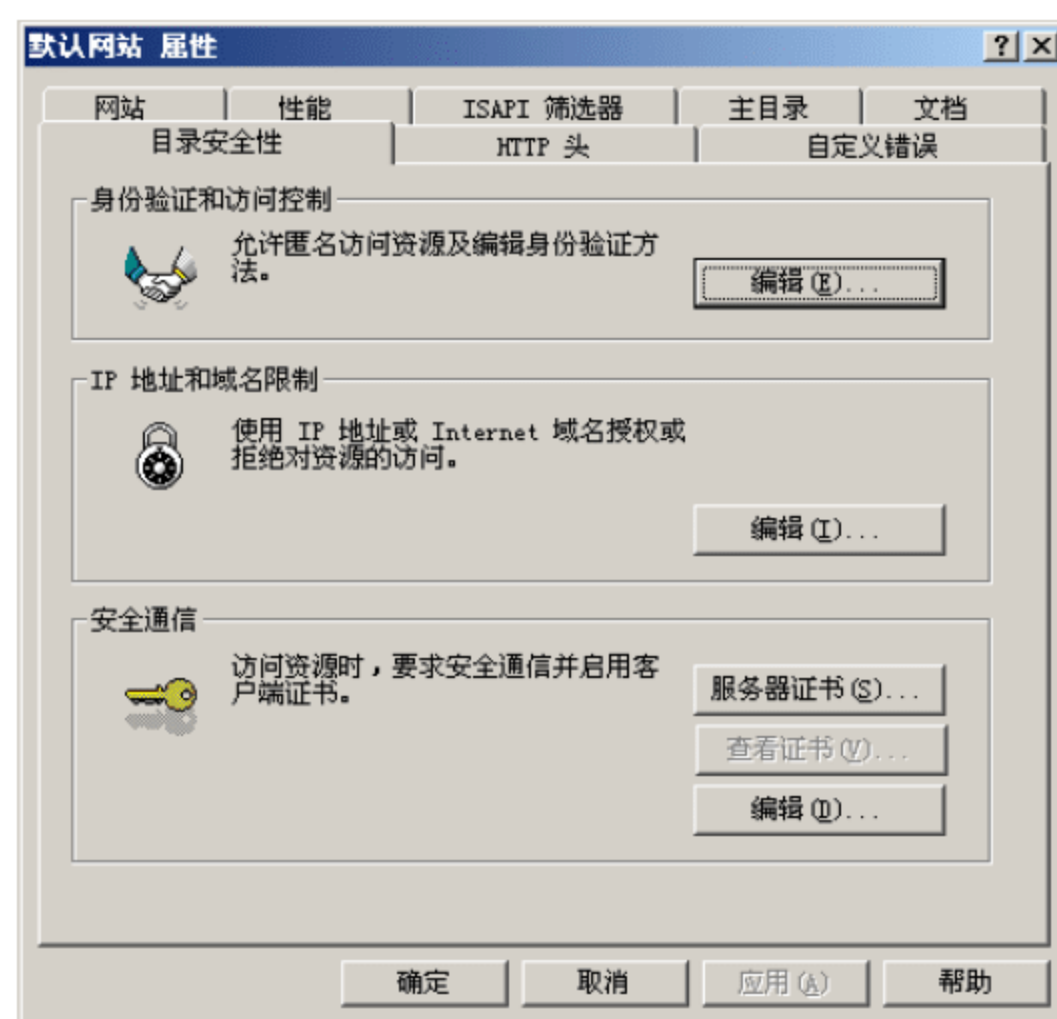 默认网站 属性
网站 性能 ISAPI 筛选器 主目录 文档
目录安全性 HTTP 头 自定义错误
身份验证和访问控制
允许匿名访问资源及编辑身份验证方
法。
编辑(E)...
IP 地址和域名限制
使用 IP 地址或 Internet 域名授权或
拒绝对资源的访问。
编辑(I)...
安全通信
访问资源时，要求安全通信并启用客
户端证书。
服务器证书(S)...
查看证书(V)...
编辑(D)...
确定 取消 应用(A) 帮助